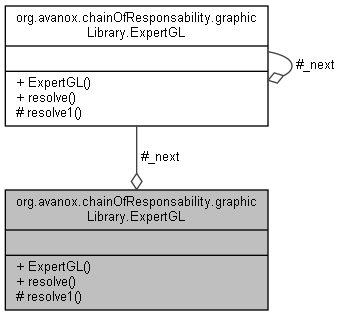 org.avanox.chainOfResponsability.graphic
Library.ExpertGL
+ ExpertGL()
+ resolve()
# resolve1()
#_next
#_next
org.avanox.chainOfResponsability.graphic
Library.ExpertGL
+ ExpertGL()
+ resolve()
# resolve1()